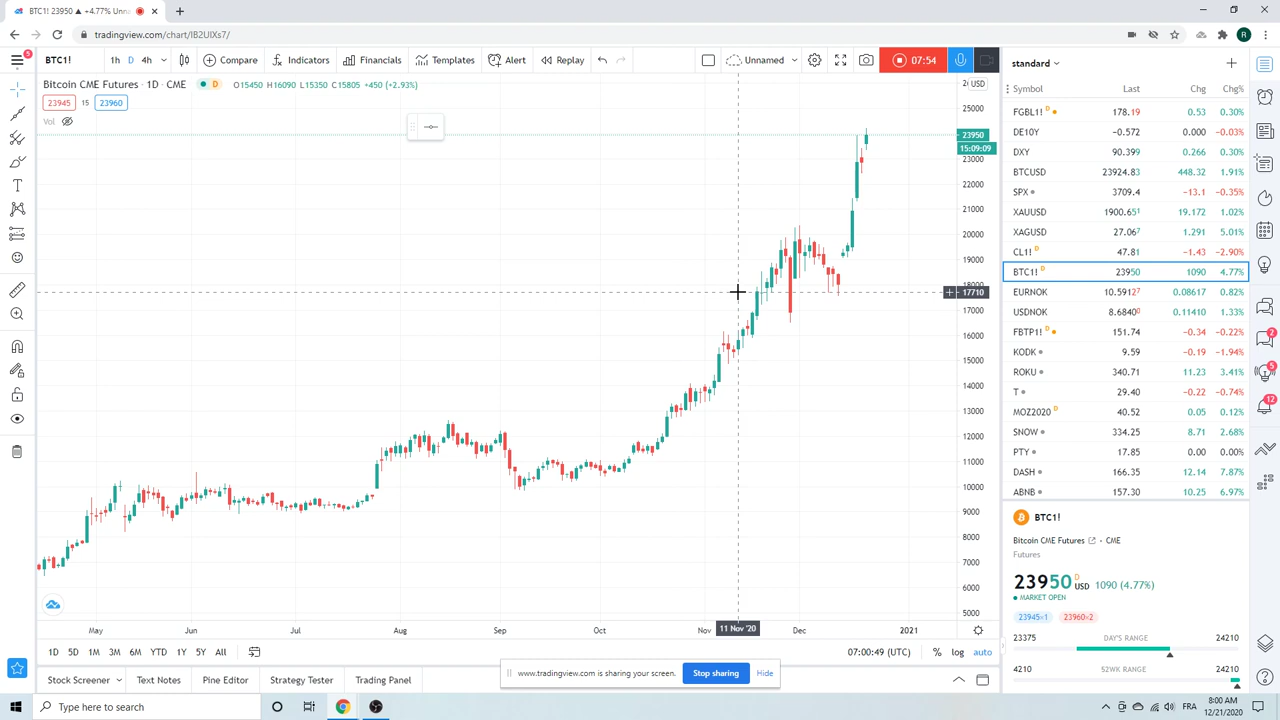 BTC1! 23950 ▲ +4.77% Un
tradingview.com/chart/IB2UIXs7/
R
5
BTC1!
1h D 4h
Compare
Indicators
Financials
Templates
Alert
Replay
Unnamed
07:54
standard
Bitcoin CME Futures · 1D · CME
D
O15450 H15890 L15350 C15805 +450 (+2.93%)
23945 15 23960
Vol
USD
25000
23950
15:09:09
23000
22000
21000
20000
19000
18000
17710
17000
16000
15000
14000
13000
12000
11000
10000
9000
8000
7000
6000
5000
May Jun Jul Aug Sep Oct Nov 11 Nov '20 Dec 2021
1D 5D 1M 3M 6M YTD 1Y 5Y All
07:00:49 (UTC) % log auto
Stock Screener
Text Notes
Pine Editor
Strategy Tester
Trading Panel
www.tradingview.com is sharing your screen.
Stop sharing
Hide
Symbol Last Chg Chg%
FGBL1! D 178.19 0.53 0.30%
DE10Y -0.572 0.000 -0.03%
DXY 90.399 0.266 0.30%
BTCUSD 23924.83 448.32 1.91%
SPX 3709.4 -13.1 -0.35%
XAUUSD 1900.651 19.172 1.02%
XAGUSD 27.067 1.291 5.01%
CL1! D 47.81 -1.43 -2.90%
BTC1! D 23950 1090 4.77%
EURNOK 10.59127 0.08617 0.82%
USDNOK 8.68400 0.11410 1.33%
FBTP1! D 151.74 -0.34 -0.22%
KODK 9.59 -0.19 -1.94%
ROKU 340.71 11.23 3.41%
T 29.40 -0.22 -0.74%
MOZ2020 D 40.52 0.05 0.12%
SNOW 334.25 8.71 2.68%
PTY 17.85 0.00 0.00%
DASH 166.35 12.14 7.87%
ABNB 157.30 10.25 6.97%
BTC1!
Bitcoin CME Futures · CME
Futures
23950 D USD 1090 (4.77%)
MARKET OPEN
23945×1 23960×2
23375 DAY'S RANGE 24210
4210 52WK RANGE 24210
2
5
12
Type here to search
FRA
8:00 AM
12/21/2020